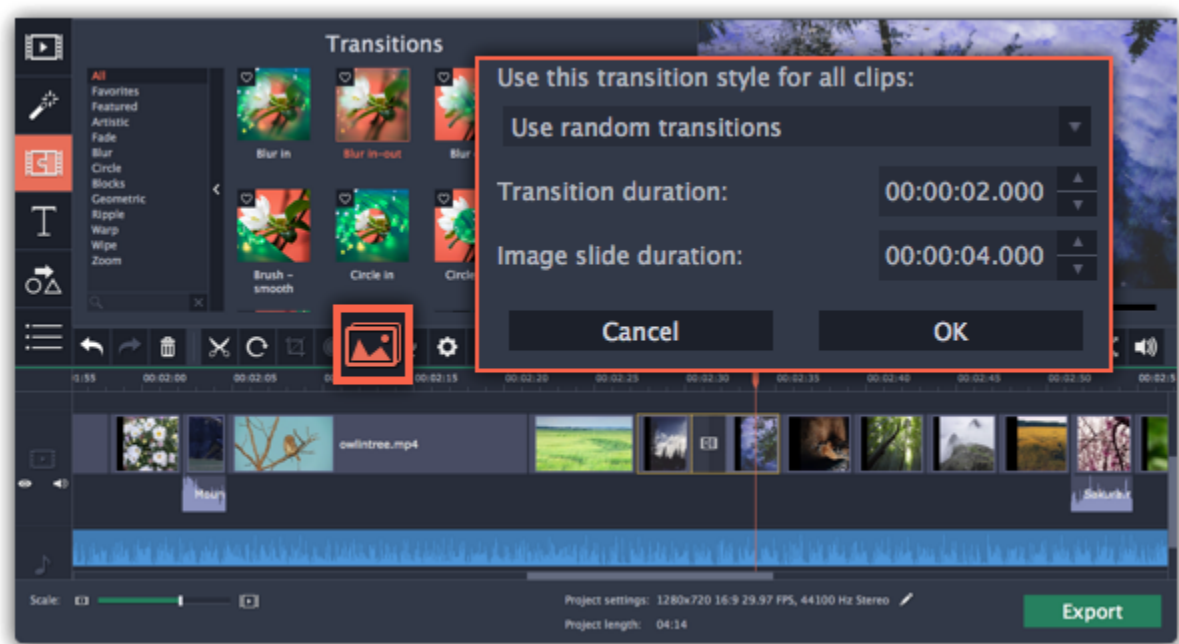 Transitions
All
Favorites
Featured
Artistic
Fade
Blur
Circle
Blocks
Geometric
Ripple
Warp
Wipe
Zoom
Blur in
Blur in-out
Blur
Brush -
smooth
Circle in
Circle
Use this transition style for all clips:
Use random transitions
Transition duration: 00:00:02.000
Image slide duration: 00:00:04.000
Cancel OK
T
00:02:00 00:02:05 00:02:15 00:02:20 00:02:25 00:02:30 00:02:35 00:02:40 00:02:45 00:02:50
owlintree.mp4
Scale:
Project settings: 1280x720 16:9 29.97 FPS, 44100 Hz Stereo
Project length: 04:14
Export